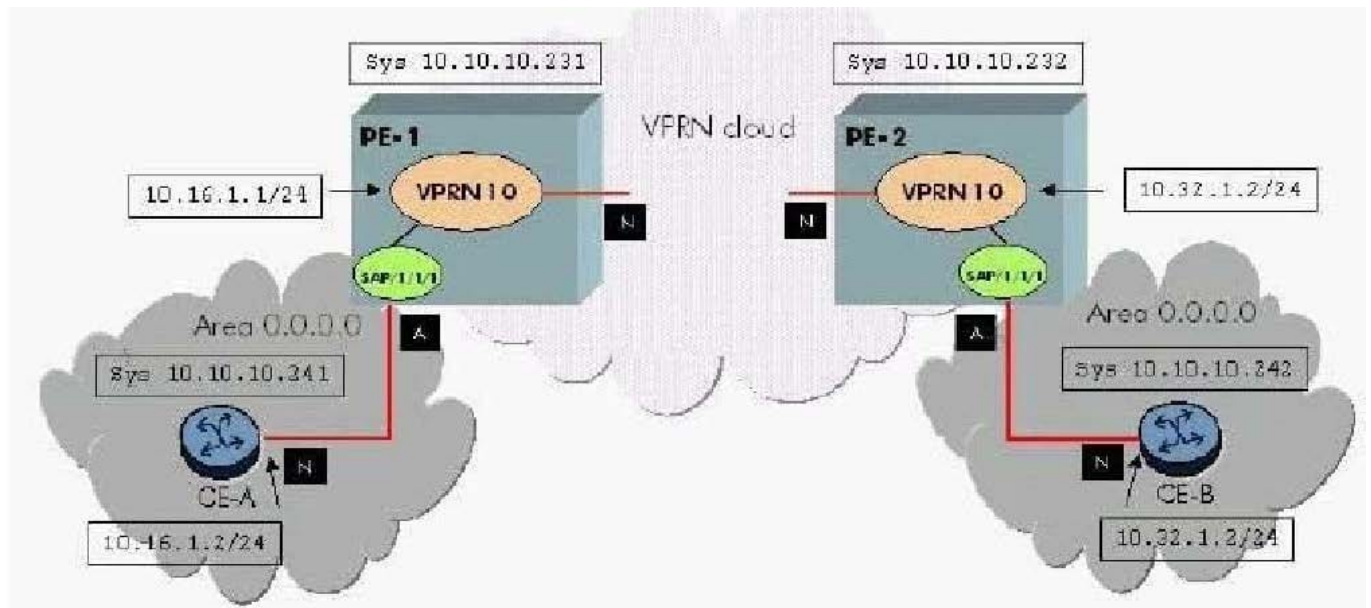 Sys 10.10.10.231
Sys 10.10.10.232
PE-1
VPRN cloud
PE-2
10.16.1.1/24
VPRN 10
VPRN 10
10.32.1.2/24
N
N
SAP/1/1/1
SAP/1/1/1
Area 0.0.0.0
A
A
Area 0.0.0.0
Sys 10.10.10.241
Sys 10.10.10.242
N
N
CE-A
CE-B
10.16.1.2/24
10.32.1.2/24